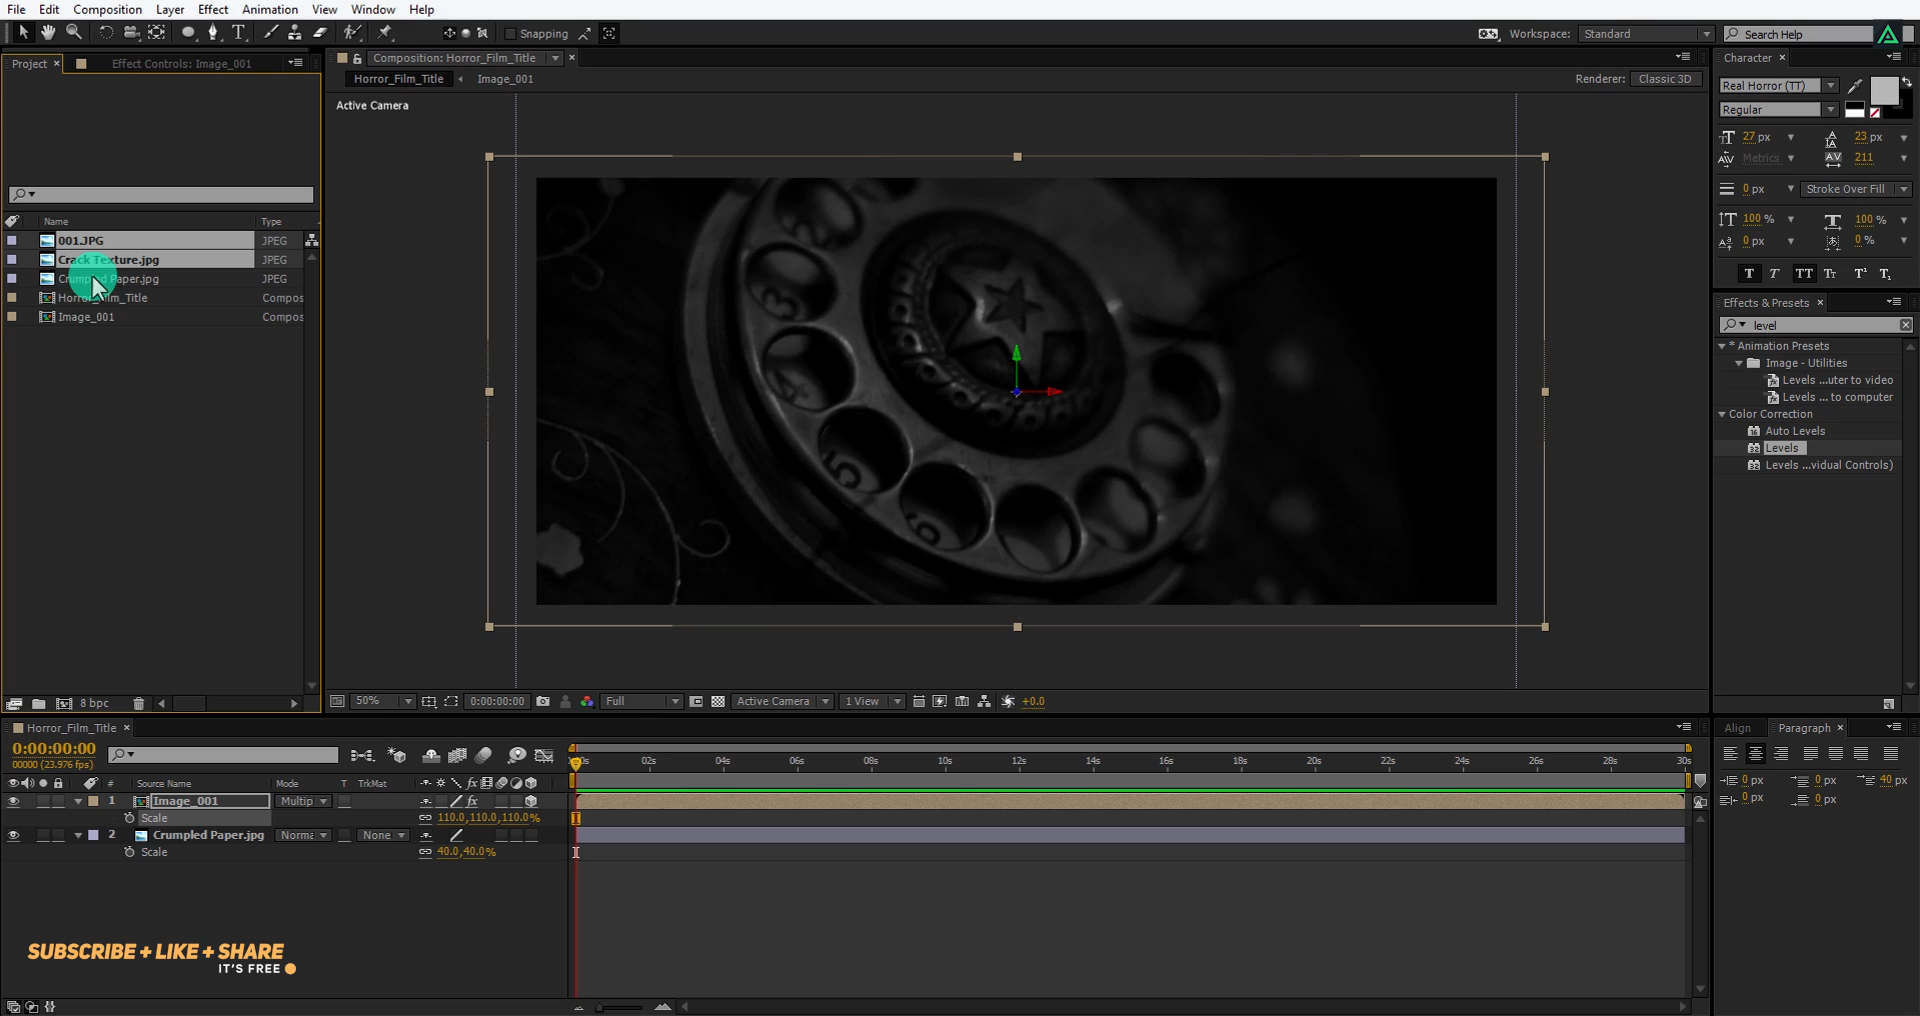 File Edit Composition Layer Effect Animation View Window Help
Snapping
Workspace: Standard
Search Help
Project
Effect Controls: Image_001
Composition: Horror_Film_Title
Horror_Film_Title
Image_001
Renderer: Classic 3D
Active Camera
Name Type
001.JPG JPEG
Crack Texture.jpg JPEG
Crumpled Paper.jpg JPEG
Horror_Film_Title Compos
Image_001 Compos
8 bpc
50%
0:00:00:00
Full
Active Camera
1 View
+0.0
Character
Real Horror (TT)
Regular
27 px 23 px
Metrics 211
0 px Stroke Over Fill
100 % 100 %
0 px 0 %
Effects & Presets
level
* Animation Presets
Image - Utilities
Levels ...uter to video
Levels ... to computer
Color Correction
Auto Levels
Levels
Levels ...vidual Controls)
Horror_Film_Title
0:00:00:00
00000 (23.976 fps)
# Source Name Mode T TrkMat
02s 04s 06s 08s 10s 12s 14s 16s 18s 20s 22s 24s 26s 28s 30s
1 Image_001 Multip
Scale 110.0,110.0,110.0%
2 Crumpled Paper.jpg Norma None
Scale 40.0,40.0%
Align Paragraph
0 px 0 px 40 px
0 px 0 px
SUBSCRIBE + LIKE + SHARE
IT'S FREE